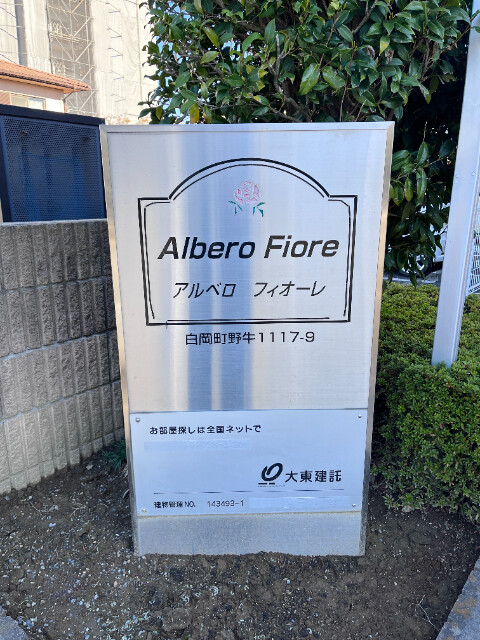 Albero Fiore
アルベロ フィオーレ
白岡町野牛1117-9
お部屋探しは全国ネットで
大東建託
建物管理NO. 143493-1